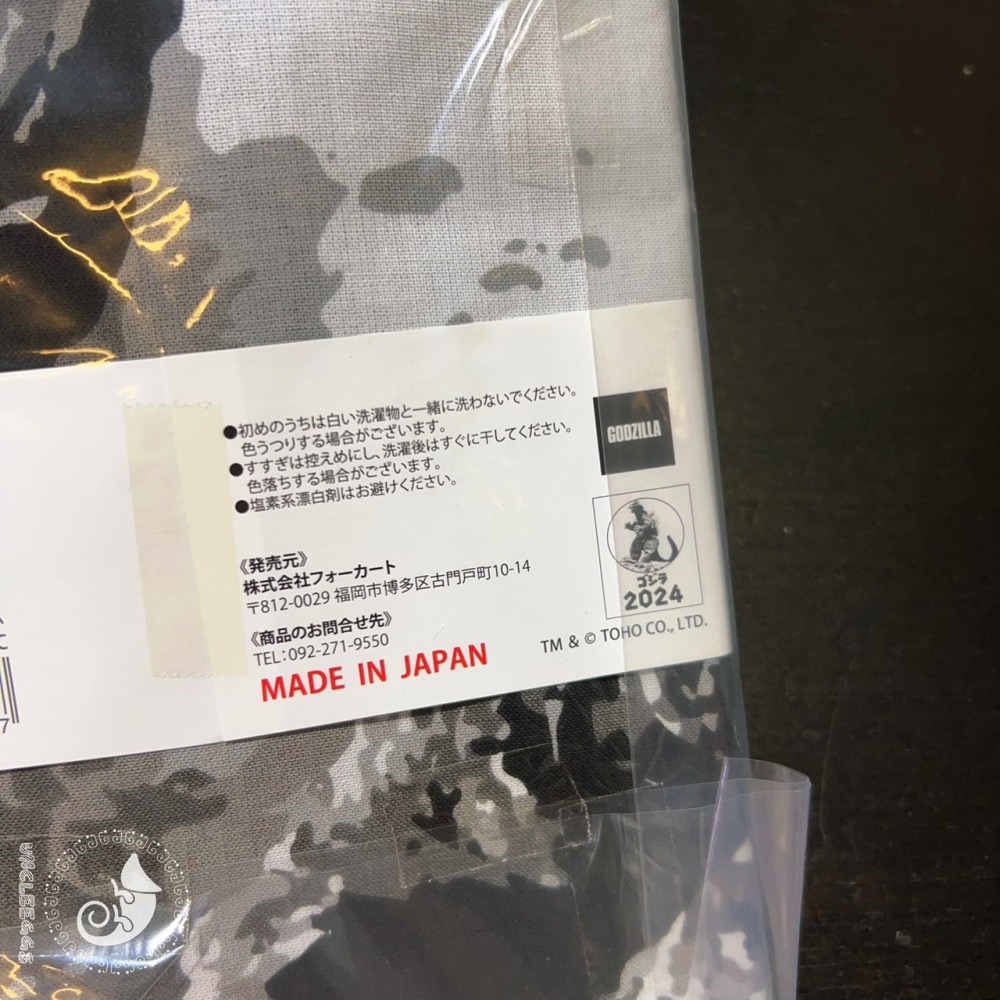 ●初めのうちは白い洗濯物と一緒に洗わないでください。
色うつりする場合がございます。
●すすぎは控えめにし、洗濯後はすぐに干してください。
色落ちする場合がございます。
●塩素系漂白剤はお避けください。
《発売元》
株式会社フォーカート
〒812-0029 福岡市博多区古門戸町10-14
《商品のお問合せ先》
TEL:092-271-9550
MADE IN JAPAN
GODZILLA
ゴジラ
2024
TM & © TOHO CO., LTD.
7